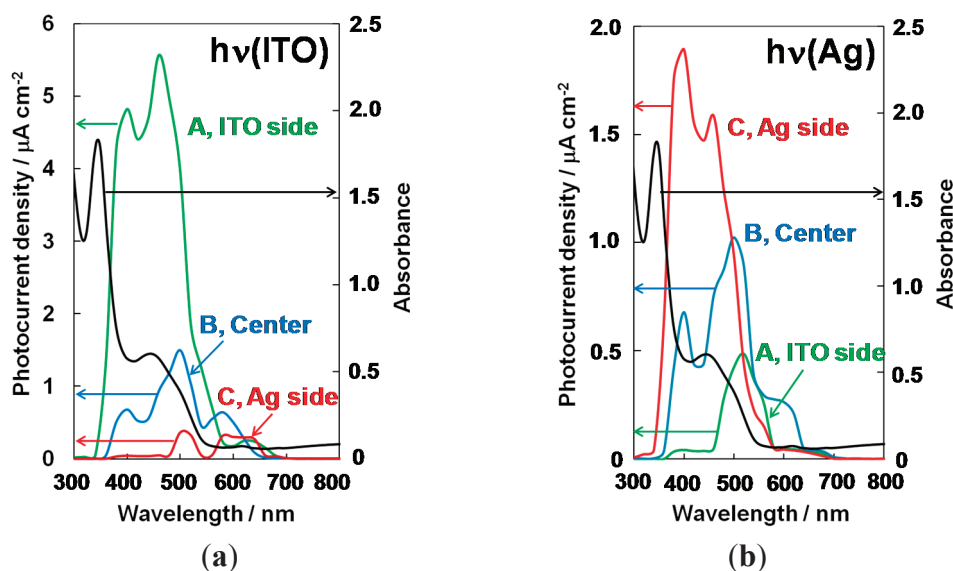 hν(ITO)
A, ITO side
B, Center
C, Ag side
Photocurrent density / μA cm-2
6
5
4
3
2
1
0
2.5
2.0
1.5
1.0
0.5
0
Absorbance
300 400 500 600 700 800
Wavelength / nm
(a)
hν(Ag)
C, Ag side
B, Center
A, ITO side
Photocurrent density / μA cm-2
2.0
1.5
1.0
0.5
0.0
2.5
2.0
1.5
1.0
0.5
0
Absorbance
300 400 500 600 700 800
Wavelength / nm
(b)